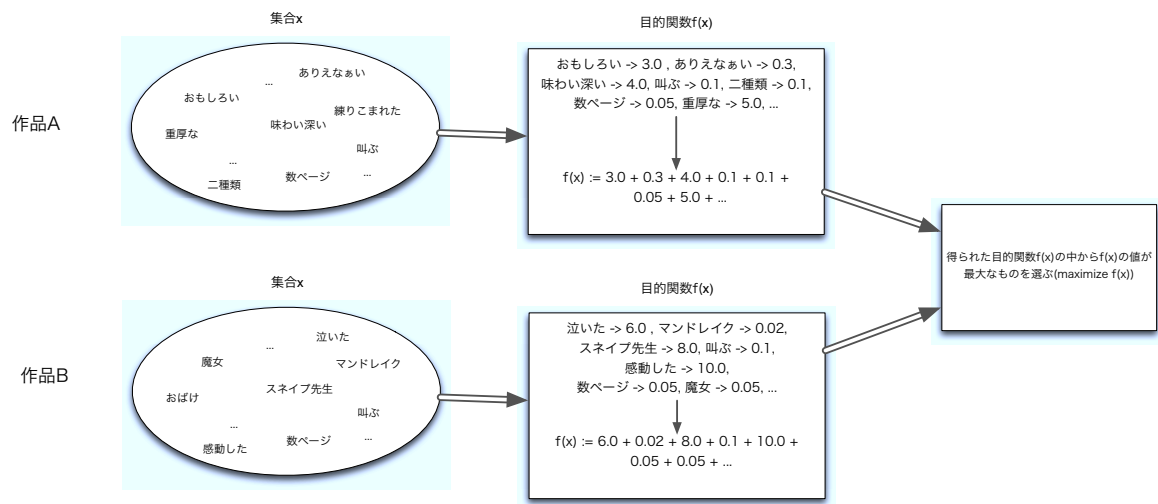 集合x
目的関数f(x)
作品A
ありえなぁい
...
おもしろい
練りこまれた
味わい深い
重厚な
叫ぶ
...
数ページ
...
二種類
おもしろい -> 3.0 , ありえなぁい -> 0.3,
味わい深い -> 4.0, 叫ぶ -> 0.1, 二種類 -> 0.1,
数ページ -> 0.05, 重厚な -> 5.0, ...
f(x) := 3.0 + 0.3 + 4.0 + 0.1 + 0.1 +
0.05 + 5.0 + ...
得られた目的関数f(x)の中からf(x)の値が
最大なものを選ぶ(maximize f(x))
集合x
目的関数f(x)
作品B
泣いた
...
魔女
マンドレイク
スネイプ先生
おばけ
叫ぶ
...
数ページ
...
感動した
泣いた -> 6.0 , マンドレイク -> 0.02,
スネイプ先生 -> 8.0, 叫ぶ -> 0.1,
感動した -> 10.0,
数ページ -> 0.05, 魔女 -> 0.05, ...
f(x) := 6.0 + 0.02 + 8.0 + 0.1 + 10.0 +
0.05 + 0.05 + ...